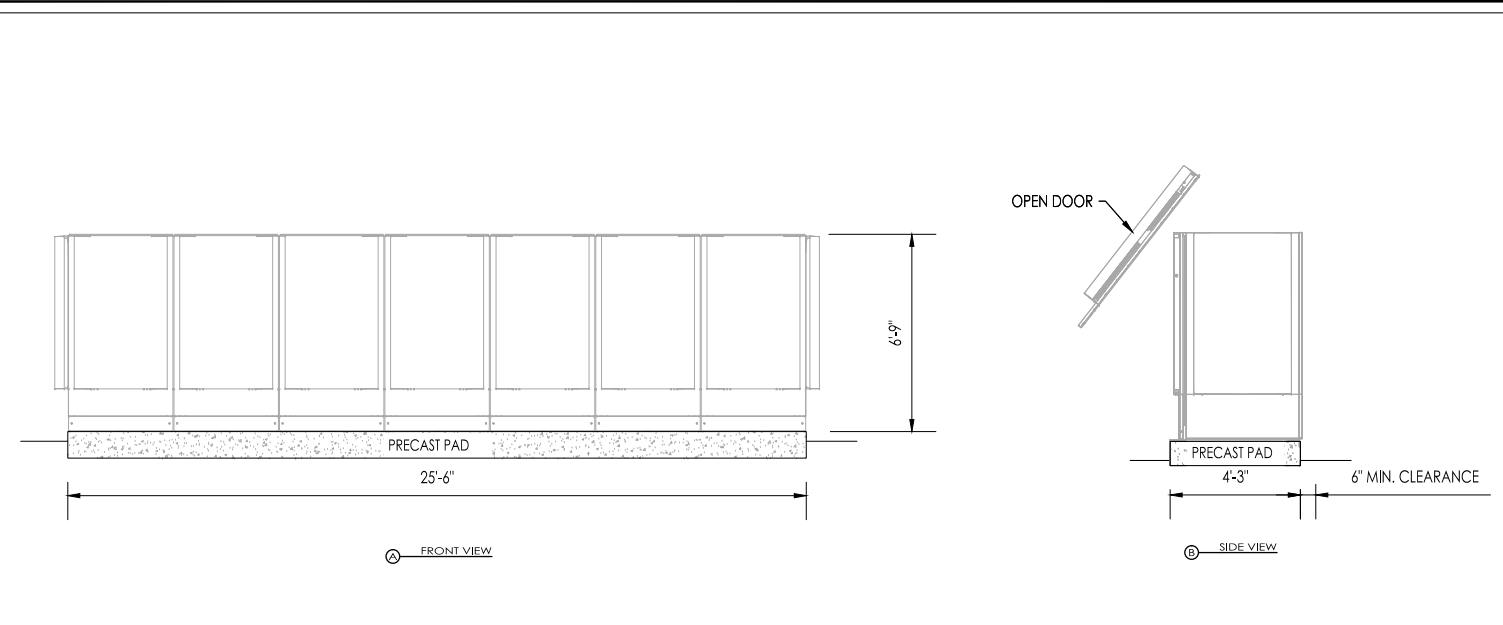 OPEN DOOR
6'-9"
PRECAST PAD
25'-6"
A FRONT VIEW
PRECAST PAD
4'-3"
6" MIN. CLEARANCE
B SIDE VIEW